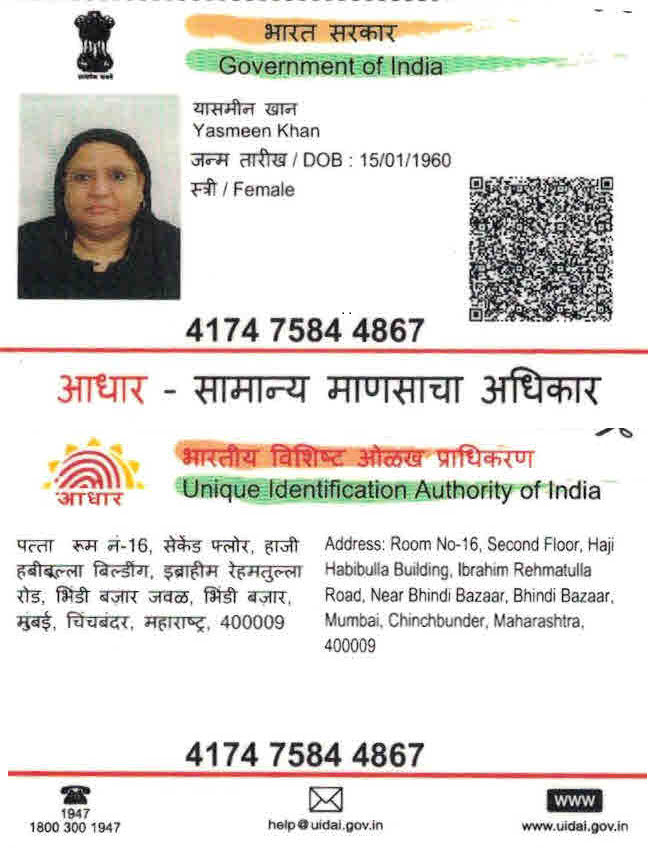 भारत सरकार
Government of India
यासमीन खान
Yasmeen Khan
जन्म तारीख / DOB : 15/01/1960
स्त्री / Female
4174 7584 4867
आधार - सामान्य माणसाचा अधिकार
भारतीय विशिष्ट ओळख प्राधिकरण
Unique Identification Authority of India
आधार
पत्ता रूम नं-16, सेकेंड फ्लोर, हाजी
हबीबूल्ला बिल्डींग, इब्राहीम रेहमतुल्ला
रोड, भिंडी बज़ार जवळ, भिंडी बज़ार,
मुंबई, चिंचबंदर, महाराष्ट्र, 400009
Address: Room No-16, Second Floor, Haji
Habibulla Building, Ibrahim Rehmatulla
Road, Near Bhindi Bazaar, Bhindi Bazaar,
Mumbai, Chinchbunder, Maharashtra,
400009
4174 7584 4867
1947
1800 300 1947
help@uidai.gov.in
WWW
www.uidai.gov.in